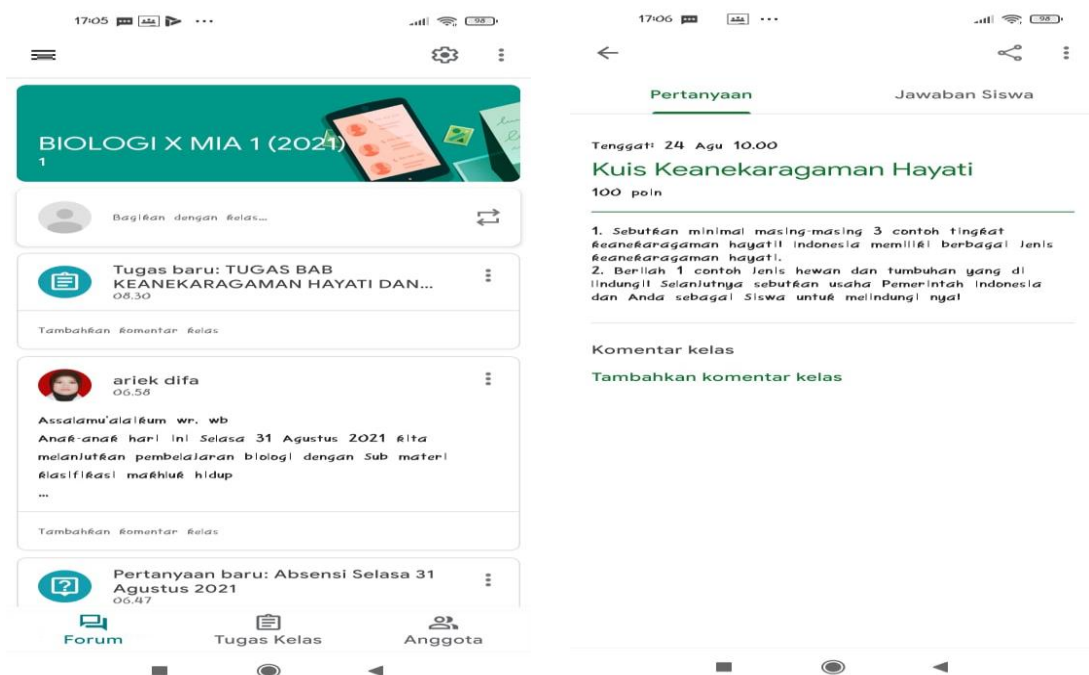 17:05
98
BIOLOGI X MIA 1 (2021)
1
Bagikan dengan kelas...
Tugas baru: TUGAS BAB
KEANEKARAGAMAN HAYATI DAN...
08.30
Tambahkan komentar kelas
ariek difa
06.58
Assalamu'alaikum wr. wb
Anak-anak hari ini Selasa 31 Agustus 2021 kita
melanjutkan pembelajaran biologi dengan Sub materi
klasifikasi makhluk hidup
...
Tambahkan komentar kelas
Pertanyaan baru: Absensi Selasa 31
Agustus 2021
06.47
Forum
Tugas Kelas
Anggota
17:06
98
Pertanyaan
Jawaban Siswa
Tenggat: 24 Agu 10.00
Kuis Keanekaragaman Hayati
100 poin
1. Sebutkan minimal masing-masing 3 contoh tingkat
keanekaragaman hayati! Indonesia memiliki berbagai jenis
keanekaragaman hayati.
2. Berilah 1 contoh jenis hewan dan tumbuhan yang di
lindungi! Selanjutnya sebutkan usaha Pemerintah Indonesia
dan Anda sebagai Siswa untuk melindungi nya!
Komentar kelas
Tambahkan komentar kelas